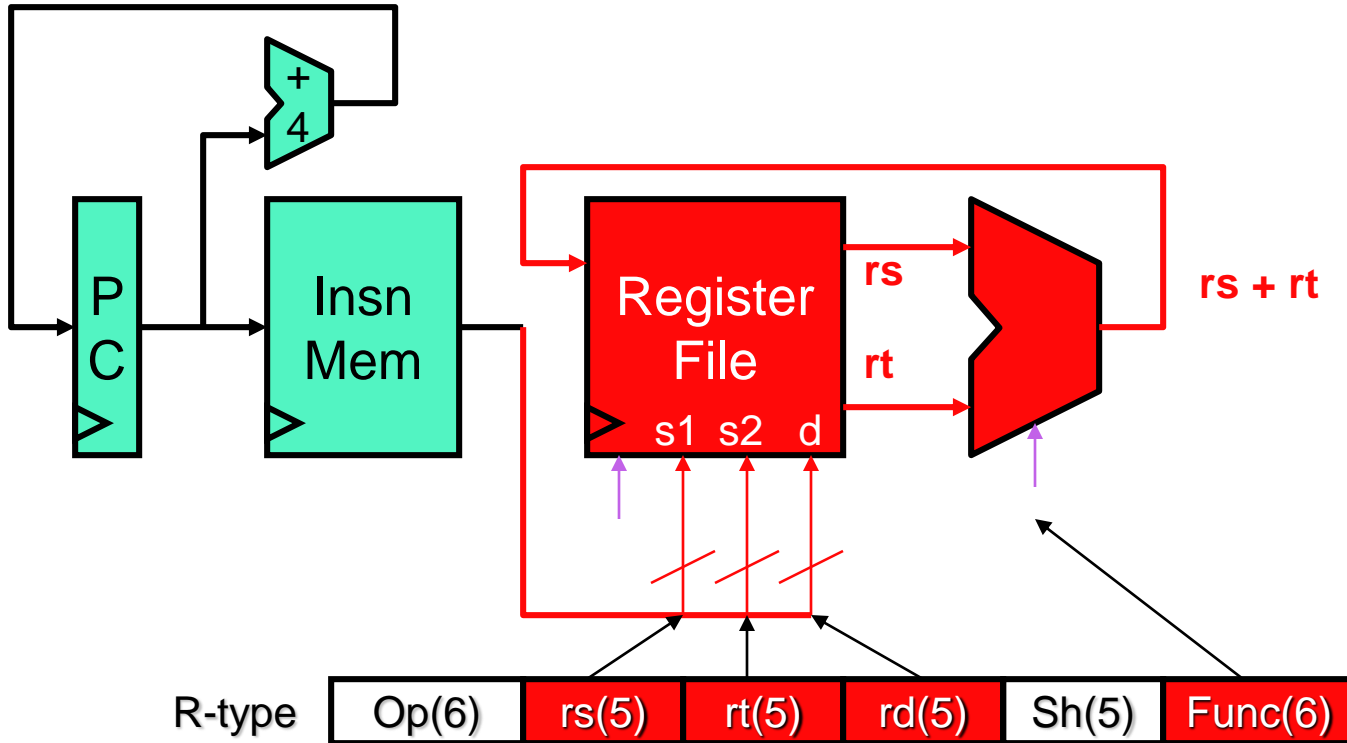 +
4
P
C
Insn
Mem
Register
File
s1 s2 d
rs
rt
rs + rt
R-type Op(6) rs(5) rt(5) rd(5) Sh(5) Func(6)